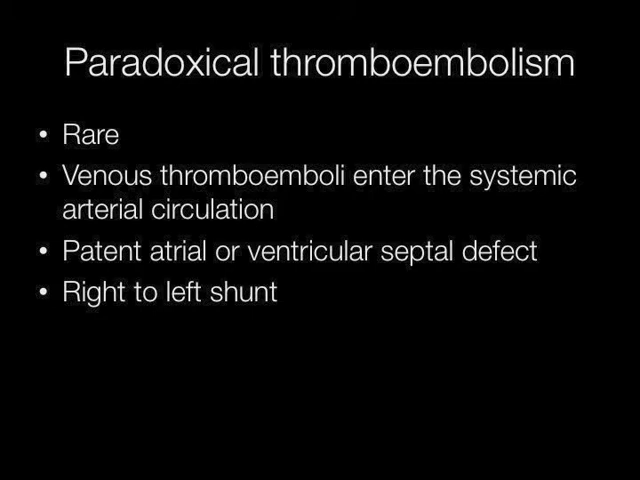 Paradoxical thromboembolism
• Rare
• Venous thromboemboli enter the systemic
arterial circulation
• Patent atrial or ventricular septal defect
• Right to left shunt